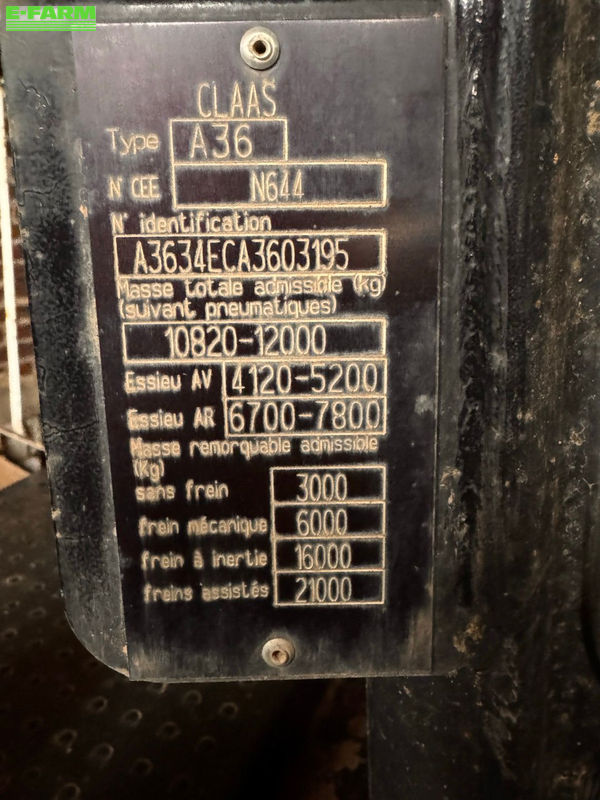 E-FARM
CLAAS
Type A36
N° CEE N644
N° identification
A3634ECA3603195
Masse totale admissible (kg)
(suivant pneumatiques)
10820-12000
Essieu AV 4120-5200
Essieu AR 6700-7800
Masse remorquable admissible
(Kg)
sans frein 3000
frein mécanique 6000
frein à inertie 16000
freins assistés 21000